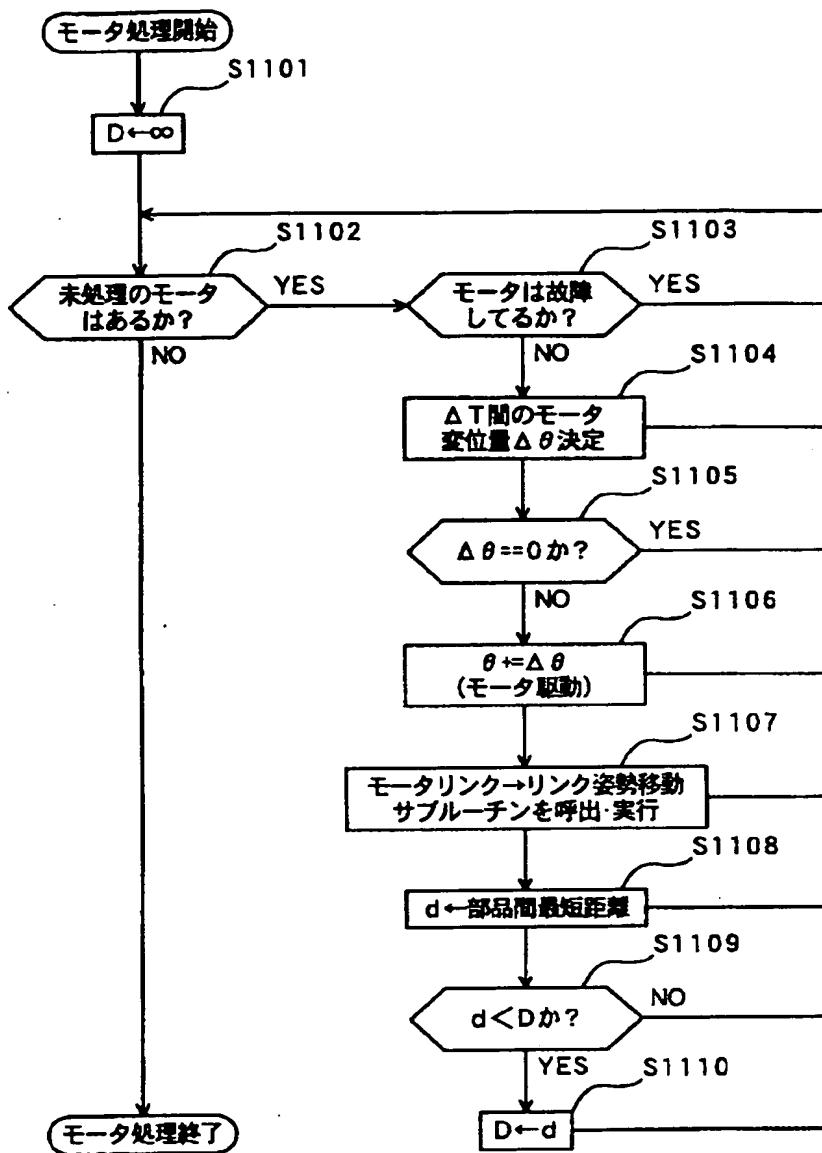 モータ処理開始
S1101
D←∞
S1102
未処理のモータ
はあるか?
YES
NO
S1103
モータは故障
してるか?
YES
NO
S1104
ΔT間のモータ
変位量Δθ決定
S1105
Δθ==0か?
YES
NO
S1106
θ+=Δθ
(モータ駆動)
S1107
モータリンク→リンク姿勢移動
サブルーチンを呼出・実行
S1108
d←部品間最短距離
S1109
d<Dか?
NO
YES
S1110
D←d
モータ処理終了